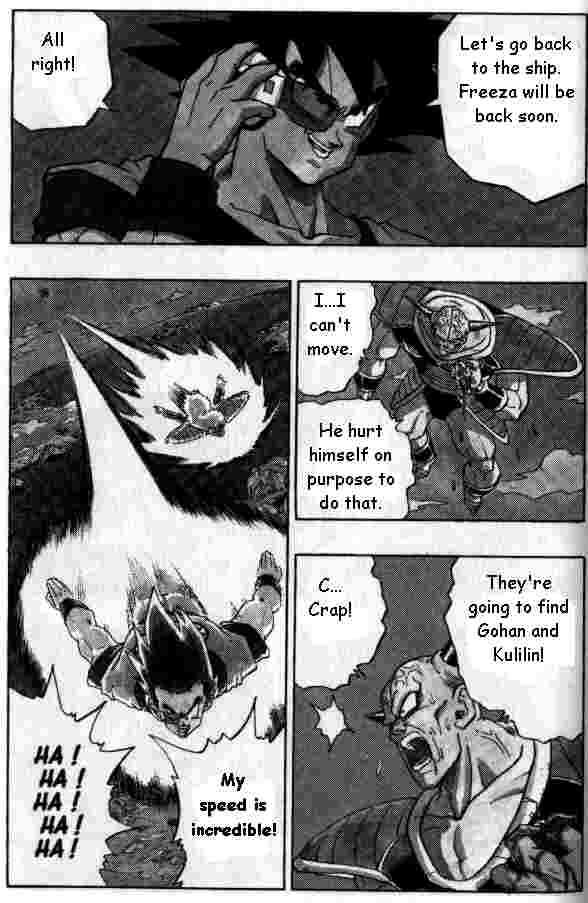 Let's go back
to the ship.
Freeza will be
back soon.
All
right!
I...I
can't
move.
He hurt
himself on
purpose to
do that.
They're
going to find
Gohan and
Kulilin!
C...
Crap!
My
speed is
incredible!
HA!
HA!
HA!
HA!
HA!